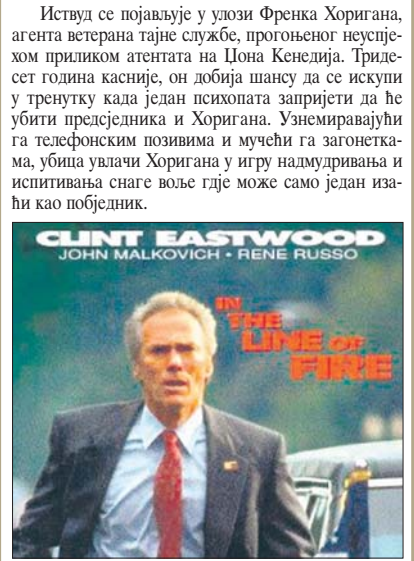 Иствуд се појављује у улози Френка Хоригана,
агента ветерана тајне службе, прогоњеног неуспје-
хом приликом атентата на Џона Кенедија. Триде-
сет година касније, он добија шансу да се искупи
у тренутку када један психопата запријети да ће
убити предсједника и Хоригана. Узнемиравајући
га телефонским позивима и мучећи га загонетка-
ма, убица увлачи Хоригана у игру надмудривања и
испитивања снаге воље гдје може само један иза-
ћи као побједник.
CLINT EASTWOOD
JOHN MALKOVICH • RENE RUSSO
IN
THE
LINE OF
FIRE